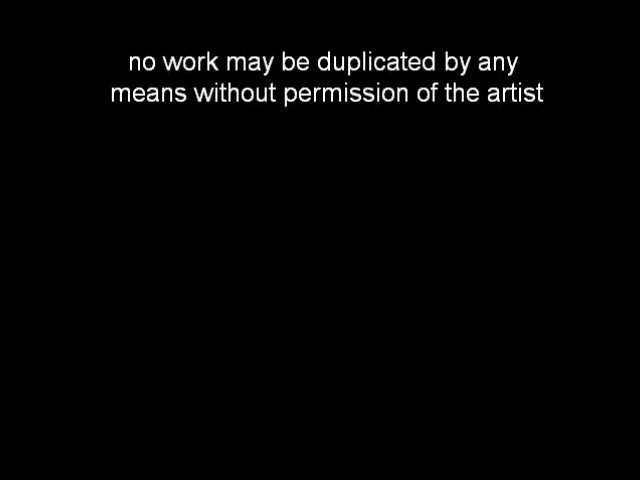 no work may be duplicated by any
means without permission of the artist